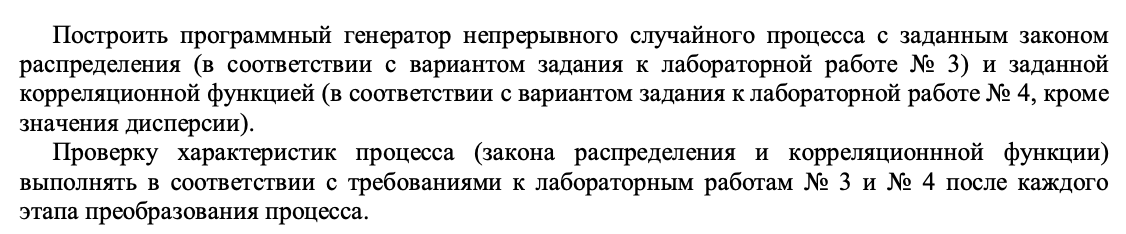 Построить программный генератор непрерывного случайного процесса с заданным законом
распределения (в соответствии с вариантом задания к лабораторной работе № 3) и заданной
корреляционной функцией (в соответствии с вариантом задания к лабораторной работе № 4, кроме
значения дисперсии).
Проверку характеристик процесса (закона распределения и корреляционнной функции)
выполнять в соответствии с требованиями к лабораторным работам № 3 и № 4 после каждого
этапа преобразования процесса.